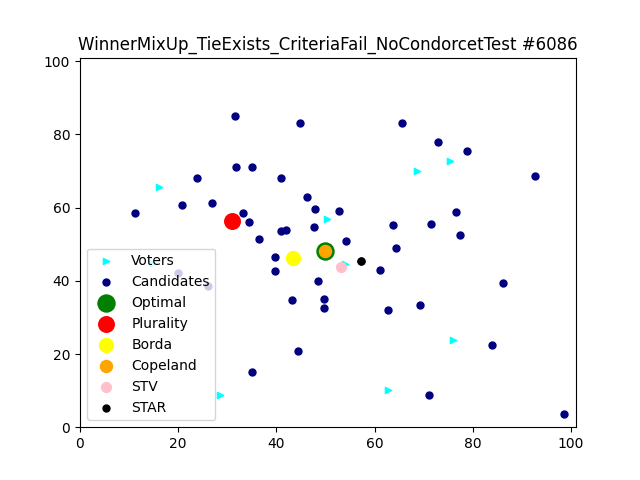 WinnerMixUp_TieExists_CriteriaFail_NoCondorcetTest #6086
100
80
60
40
20
0
Voters
Candidates
Optimal
Plurality
Borda
Copeland
STV
STAR
0 20 40 60 80 100